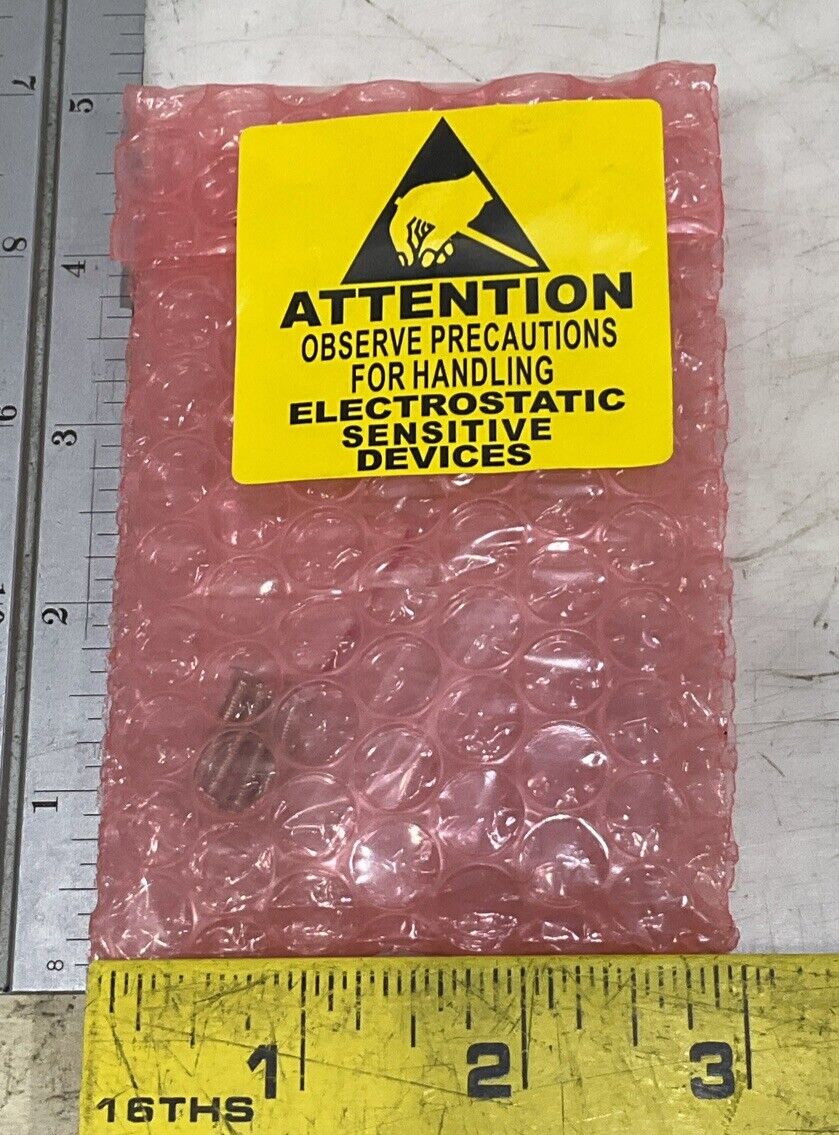 ATTENTION
OBSERVE PRECAUTIONS
FOR HANDLING
ELECTROSTATIC
SENSITIVE
DEVICES
7
5
8
4
6
3
2
1
8
1
2
3
16THS